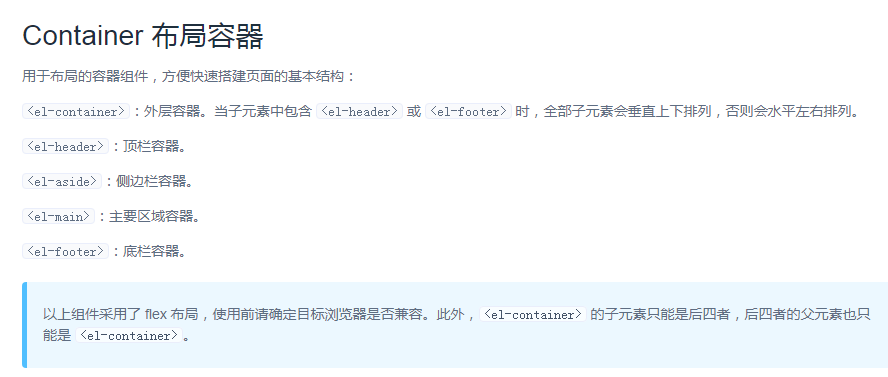 Container 布局容器
用于布局的容器组件，方便快速搭建页面的基本结构：
<el-container>：外层容器。当子元素中包含 <el-header> 或 <el-footer> 时，全部子元素会垂直上下排列，否则会水平左右排列。
<el-header>：顶栏容器。
<el-aside>：侧边栏容器。
<el-main>：主要区域容器。
<el-footer>：底栏容器。
以上组件采用了 flex 布局，使用前请确定目标浏览器是否兼容。此外，<el-container> 的子元素只能是后四者，后四者的父元素也只
能是 <el-container>。